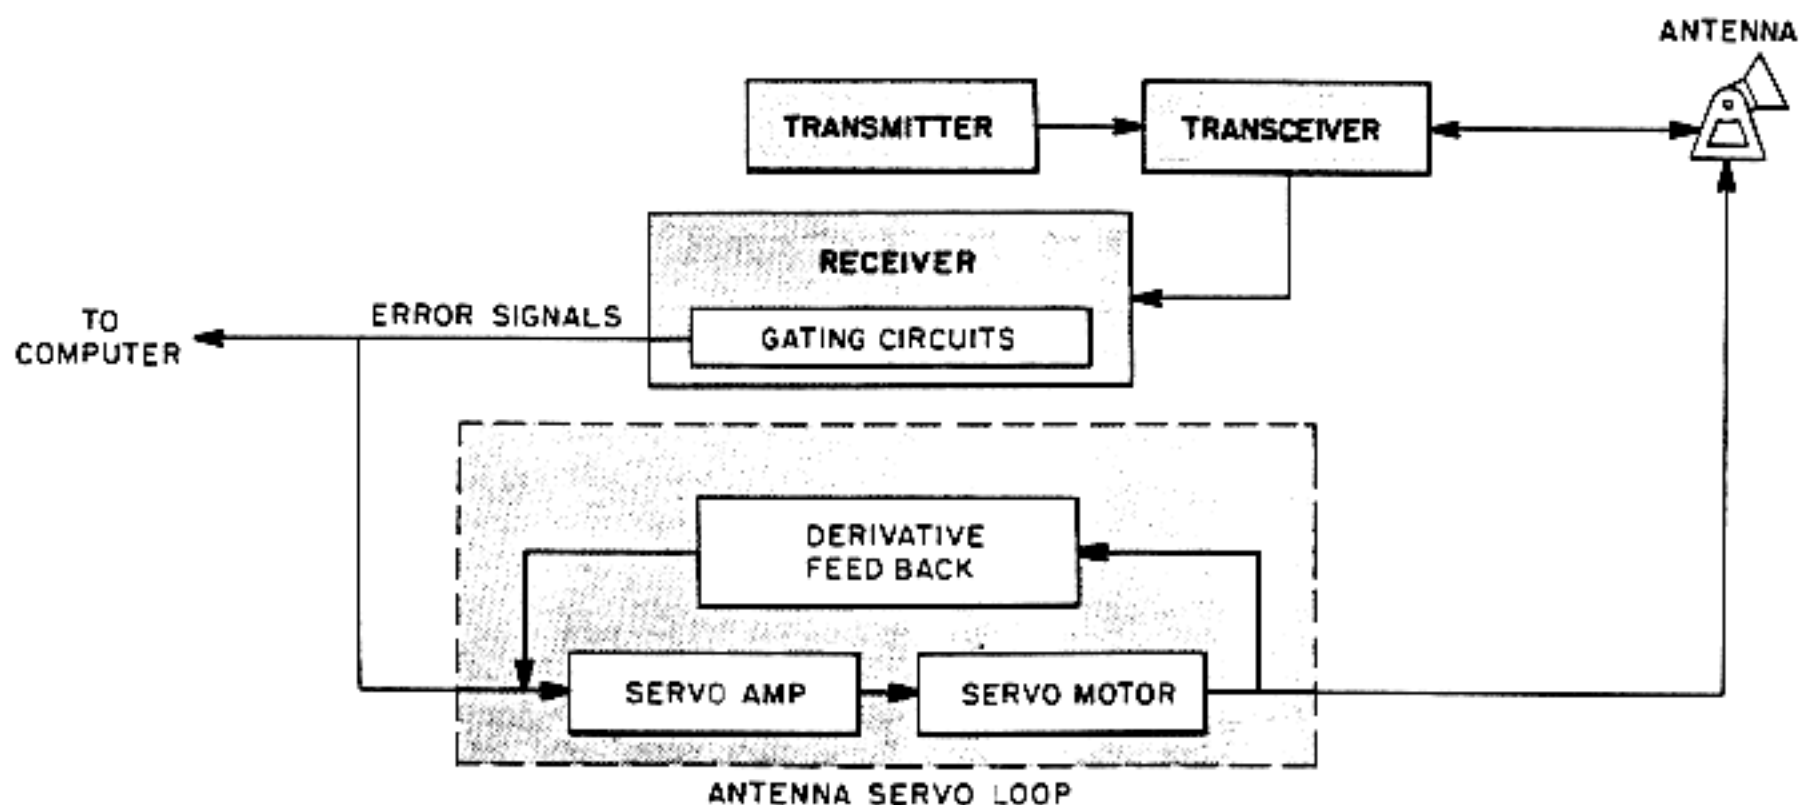 ANTENNA
TRANSMITTER
TRANSCEIVER
RECEIVER
GATING CIRCUITS
ERROR SIGNALS
TO
COMPUTER
DERIVATIVE
FEED BACK
SERVO AMP
SERVO MOTOR
ANTENNA SERVO LOOP